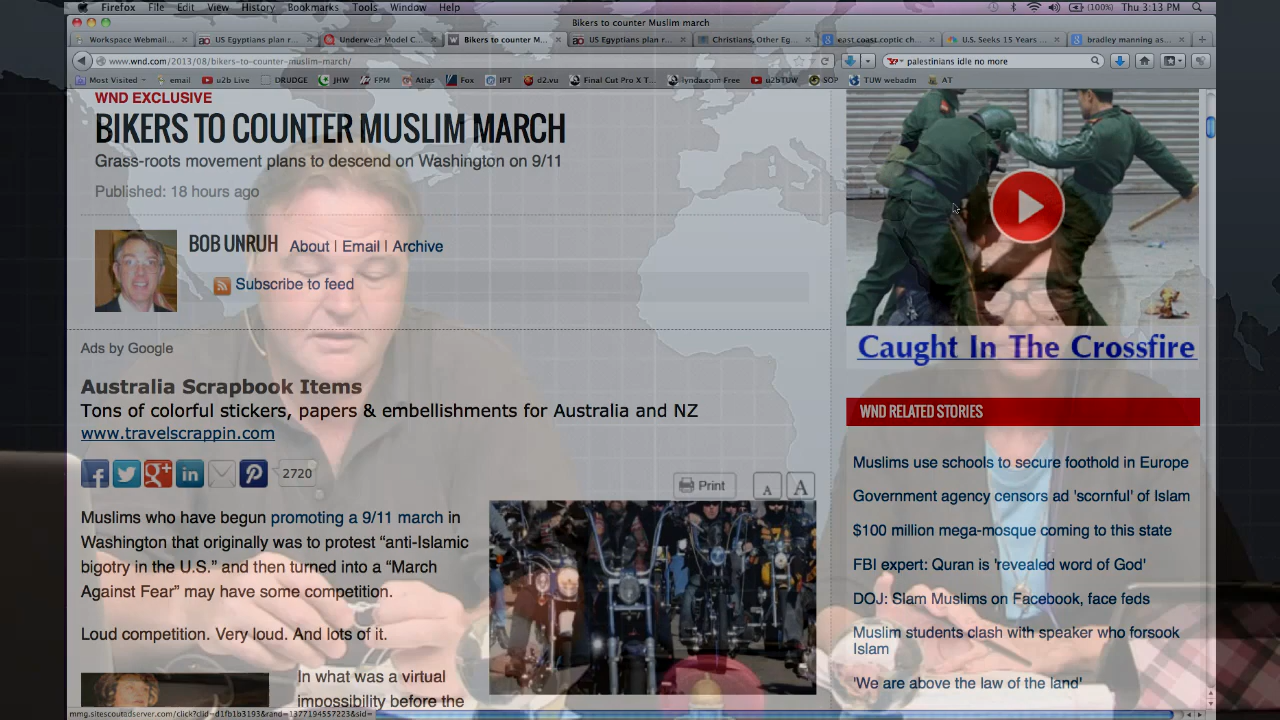 Firefox File Edit View History Bookmarks Tools Window Help (100%) Thu 3:13 PM
Bikers to counter Muslim march
Workspace Webmail... US Egyptians plan r... Underwear Model C... Bikers to counter M... US Egyptians plan r... Christians, Other Eg... east coast coptic ch... U.S. Seeks 15 Years ... bradley manning as...
www.wnd.com/2013/08/bikers-to-counter-muslim-march/ palestinians idle no more
Most Visited email u2b Live DRUDGE JHW FPM Atlas Fox IPT d2.vu Final Cut Pro X T... lynda.com Free u2bTUW SOP TUW webadm AT
WND EXCLUSIVE
BIKERS TO COUNTER MUSLIM MARCH
Grass-roots movement plans to descend on Washington on 9/11
Published: 18 hours ago
BOB UNRUH About | Email | Archive
Subscribe to feed
Ads by Google
Australia Scrapbook Items
Tons of colorful stickers, papers & embellishments for Australia and NZ
www.travelscrappin.com
2720
Print A A
Muslims who have begun promoting a 9/11 march in
Washington that originally was to protest “anti-Islamic
bigotry in the U.S.” and then turned into a “March
Against Fear” may have some competition.
Loud competition. Very loud. And lots of it.
In what was a virtual
impossibility before the
Caught In The Crossfire
WND RELATED STORIES
Muslims use schools to secure foothold in Europe
Government agency censors ad 'scornful' of Islam
$100 million mega-mosque coming to this state
FBI expert: Quran is 'revealed word of God'
DOJ: Slam Muslims on Facebook, face feds
Muslim students clash with speaker who forsook
Islam
'We are above the law of the land'
mmg.sitescoutadserver.com/click?clid=d1fb1b3193&rand=1377194557223&sid=